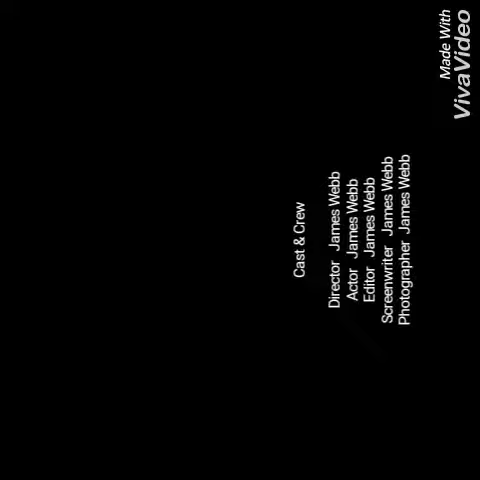 Made With
VivaVideo
Cast & Crew
Director James Webb
Actor James Webb
Editor James Webb
Screenwriter James Webb
Photographer James Webb